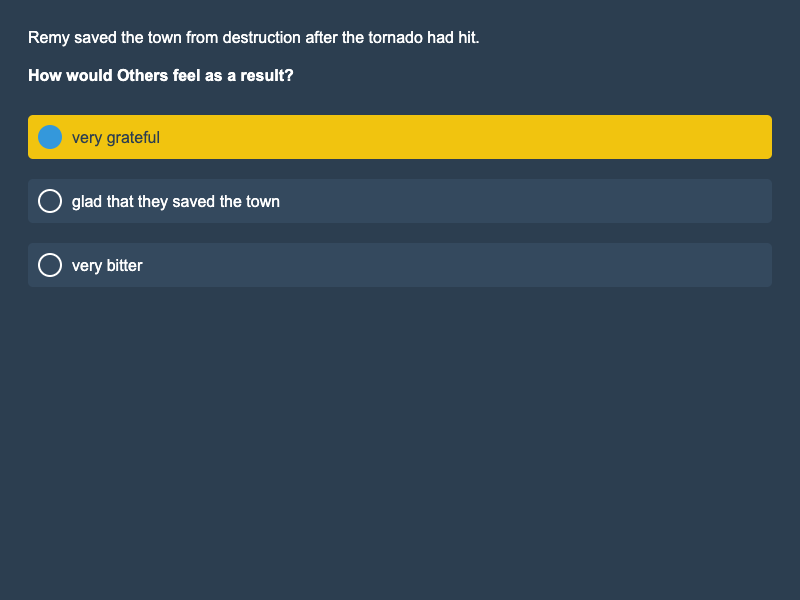 Remy saved the town from destruction after the tornado had hit.
How would Others feel as a result?
very grateful
glad that they saved the town
very bitter